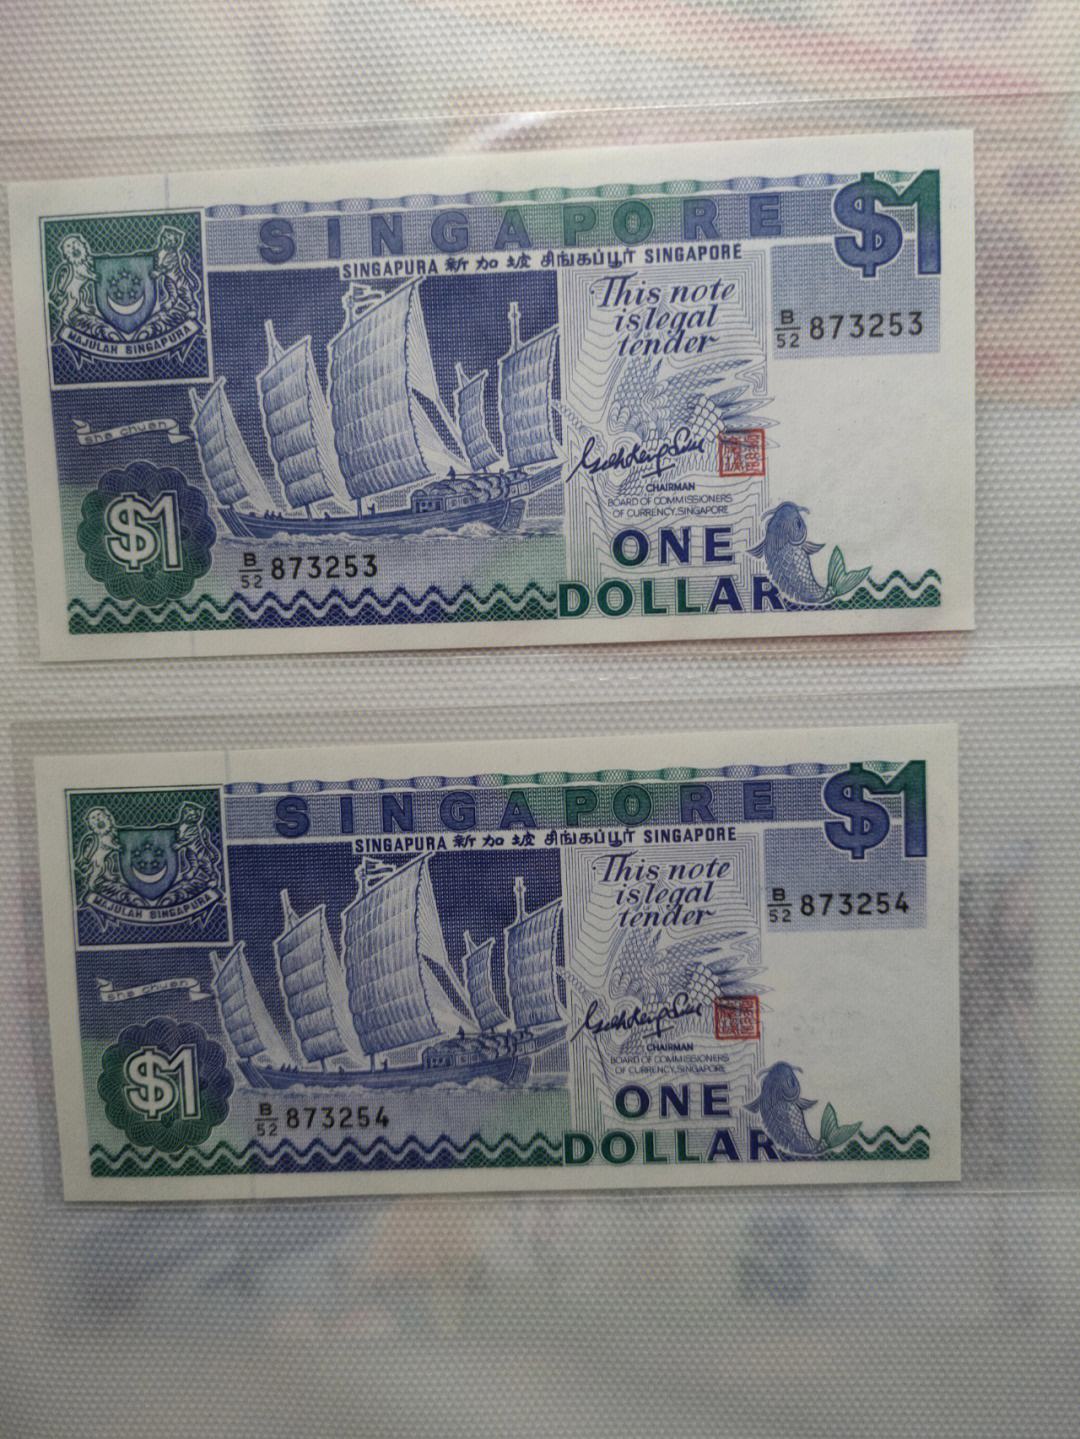 SINGAPORE
$1
SINGAPURA 新加坡 சிங்கப்பூர் SINGAPORE
MAJULAH SINGAPURA
This note
is legal
tender
B/52 873253
sha chuan
$1
CHAIRMAN
BOARD OF COMMISSIONERS
OF CURRENCY, SINGAPORE
B/52 873253
ONE
DOLLAR
SINGAPORE
$1
SINGAPURA 新加坡 சிங்கப்பூர் SINGAPORE
MAJULAH SINGAPURA
This note
is legal
tender
B/52 873254
sha chuan
$1
CHAIRMAN
BOARD OF COMMISSIONERS
OF CURRENCY, SINGAPORE
B/52 873254
ONE
DOLLAR